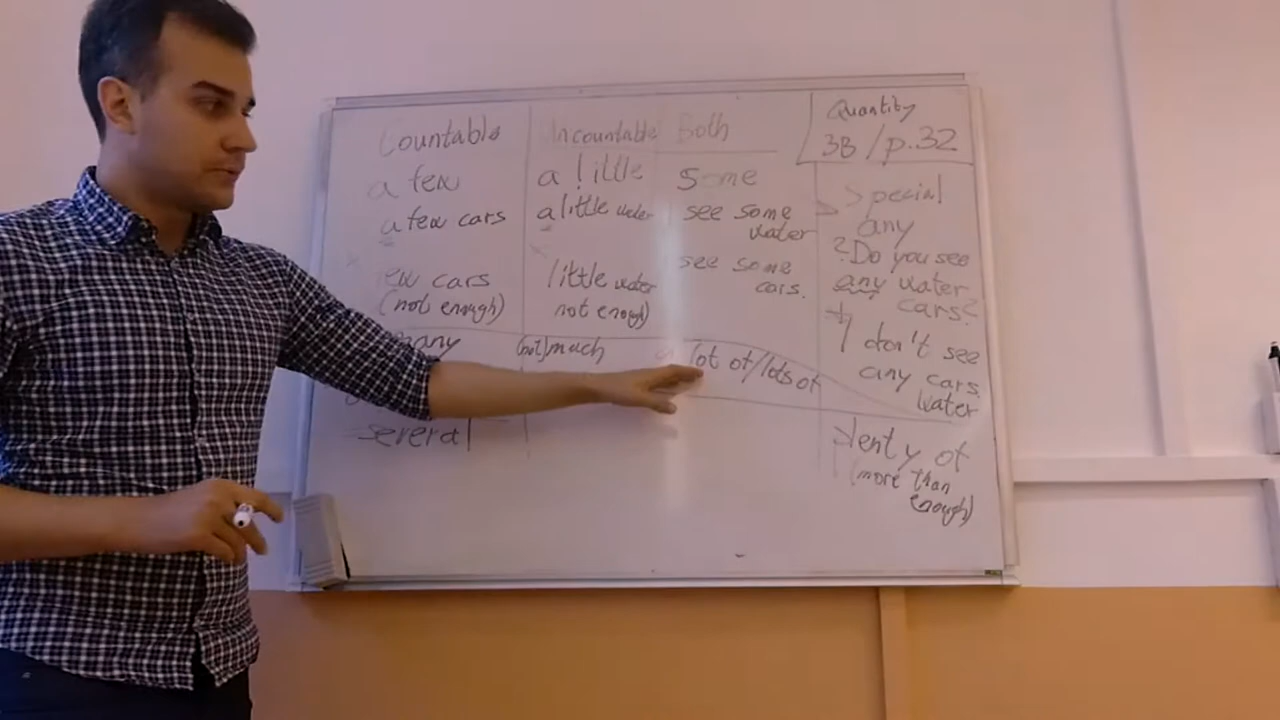 Countable
a few
a few cars
few cars
(not enough)
many
several
Uncountable
a little
a little water
little water
not enough)
(not) much
Both
some
see some
water
see some
cars.
lot of/lots of
Quantity
3B/p.32
Special
any
? Do you see
any water
cars?
I don't see
any cars
water
Plenty of
(more than
enough)